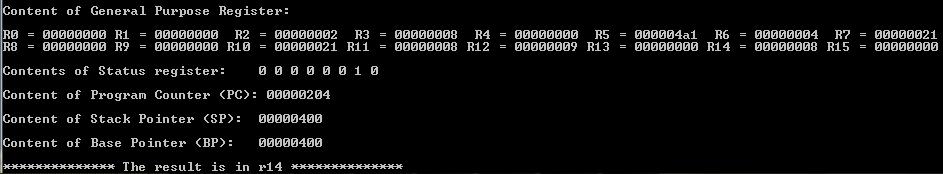 Content of General Purpose Register:
R0 = 00000000 R1 = 00000000 R2 = 00000002 R3 = 00000008 R4 = 00000000 R5 = 000004a1 R6 = 00000004 R7 = 00000021
R8 = 00000000 R9 = 00000000 R10 = 00000021 R11 = 00000008 R12 = 00000009 R13 = 00000000 R14 = 00000008 R15 = 00000000
Contents of Status register: 0 0 0 0 0 0 1 0
Content of Program Counter (PC): 00000204
Content of Stack Pointer (SP): 00000400
Content of Base Pointer (BP): 00000400
************** The result is in r14 **************